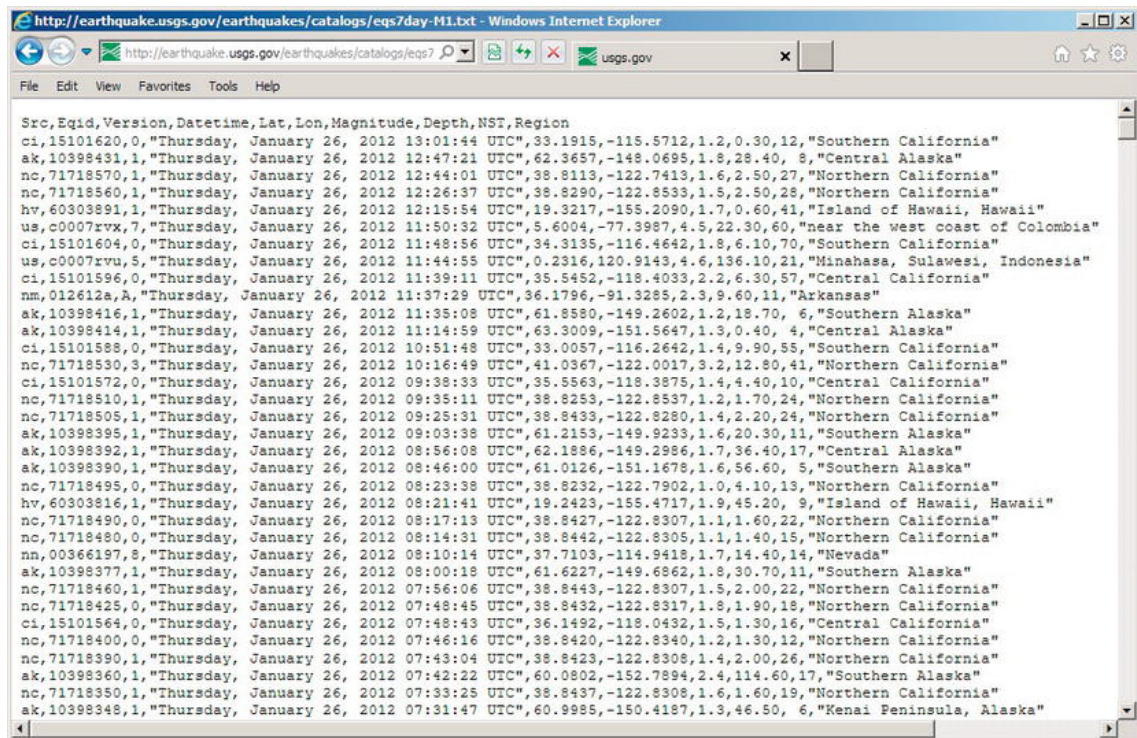 http://earthquake.usgs.gov/earthquakes/catalogs/eqs7day-M1.txt - Windows Internet Explorer
http://earthquake.usgs.gov/earthquakes/catalogs/eqs7
usgs.gov
File Edit View Favorites Tools Help
Src,Eqid,Version,Datetime,Lat,Lon,Magnitude,Depth,NST,Region
ci,15101620,0,"Thursday, January 26, 2012 13:01:44 UTC",33.1915,-115.5712,1.2,0.30,12,"Southern California"
ak,10398431,1,"Thursday, January 26, 2012 12:47:21 UTC",62.3657,-148.0695,1.8,28.40, 8,"Central Alaska"
nc,71718570,1,"Thursday, January 26, 2012 12:44:01 UTC",38.8113,-122.7413,1.6,2.50,27,"Northern California"
nc,71718560,1,"Thursday, January 26, 2012 12:26:37 UTC",38.8290,-122.8533,1.5,2.50,28,"Northern California"
hv,60303891,1,"Thursday, January 26, 2012 12:15:54 UTC",19.3217,-155.2090,1.7,0.60,41,"Island of Hawaii, Hawaii"
us,c0007rvx,7,"Thursday, January 26, 2012 11:50:32 UTC",5.6004,-77.3987,4.5,22.30,60,"near the west coast of Colombia"
ci,15101604,0,"Thursday, January 26, 2012 11:48:56 UTC",34.3135,-116.4642,1.8,6.10,70,"Southern California"
us,c0007rvu,5,"Thursday, January 26, 2012 11:44:55 UTC",0.2316,120.9143,4.6,136.10,21,"Minahasa, Sulawesi, Indonesia"
ci,15101596,0,"Thursday, January 26, 2012 11:39:11 UTC",35.5452,-118.4033,2.2,6.30,57,"Central California"
nm,012612a,A,"Thursday, January 26, 2012 11:37:29 UTC",36.1796,-91.3285,2.3,9.60,11,"Arkansas"
ak,10398416,1,"Thursday, January 26, 2012 11:35:08 UTC",61.8580,-149.2602,1.2,18.70, 6,"Southern Alaska"
ak,10398414,1,"Thursday, January 26, 2012 11:14:59 UTC",63.3009,-151.5647,1.3,0.40, 4,"Central Alaska"
ci,15101588,0,"Thursday, January 26, 2012 10:51:48 UTC",33.0057,-116.2642,1.4,9.90,55,"Southern California"
nc,71718530,3,"Thursday, January 26, 2012 10:16:49 UTC",41.0367,-122.0017,3.2,12.80,41,"Northern California"
ci,15101572,0,"Thursday, January 26, 2012 09:38:33 UTC",35.5563,-118.3875,1.4,4.40,10,"Central California"
nc,71718510,1,"Thursday, January 26, 2012 09:35:11 UTC",38.8253,-122.8537,1.2,1.70,24,"Northern California"
nc,71718505,1,"Thursday, January 26, 2012 09:25:31 UTC",38.8433,-122.8280,1.4,2.20,24,"Northern California"
ak,10398395,1,"Thursday, January 26, 2012 09:03:38 UTC",61.2153,-149.9233,1.6,20.30,11,"Southern Alaska"
ak,10398392,1,"Thursday, January 26, 2012 08:56:08 UTC",62.1886,-149.2986,1.7,36.40,17,"Central Alaska"
ak,10398390,1,"Thursday, January 26, 2012 08:46:00 UTC",61.0126,-151.1678,1.6,56.60, 5,"Southern Alaska"
nc,71718495,0,"Thursday, January 26, 2012 08:23:38 UTC",38.8232,-122.7902,1.0,4.10,13,"Northern California"
hv,60303816,1,"Thursday, January 26, 2012 08:21:41 UTC",19.2423,-155.4717,1.9,45.20, 9,"Island of Hawaii, Hawaii"
nc,71718490,0,"Thursday, January 26, 2012 08:17:13 UTC",38.8427,-122.8307,1.1,1.60,22,"Northern California"
nc,71718480,0,"Thursday, January 26, 2012 08:14:31 UTC",38.8442,-122.8305,1.1,1.40,15,"Northern California"
nn,00366197,8,"Thursday, January 26, 2012 08:10:14 UTC",37.7103,-114.9418,1.7,14.40,14,"Nevada"
ak,10398377,1,"Thursday, January 26, 2012 08:00:18 UTC",61.6227,-149.6862,1.8,30.70,11,"Southern Alaska"
nc,71718460,1,"Thursday, January 26, 2012 07:56:06 UTC",38.8443,-122.8307,1.5,2.00,22,"Northern California"
nc,71718425,0,"Thursday, January 26, 2012 07:48:45 UTC",38.8432,-122.8317,1.8,1.90,18,"Northern California"
ci,15101564,0,"Thursday, January 26, 2012 07:48:43 UTC",36.1492,-118.0432,1.5,1.30,16,"Central California"
nc,71718400,0,"Thursday, January 26, 2012 07:46:16 UTC",38.8420,-122.8340,1.2,1.30,12,"Northern California"
nc,71718390,1,"Thursday, January 26, 2012 07:43:04 UTC",38.8423,-122.8308,1.4,2.00,26,"Northern California"
ak,10398360,1,"Thursday, January 26, 2012 07:42:22 UTC",60.0802,-152.7894,2.4,114.60,17,"Southern Alaska"
nc,71718350,1,"Thursday, January 26, 2012 07:33:25 UTC",38.8437,-122.8308,1.6,1.60,19,"Northern California"
ak,10398348,1,"Thursday, January 26, 2012 07:31:47 UTC",60.9985,-150.4187,1.3,46.50, 6,"Kenai Peninsula, Alaska"